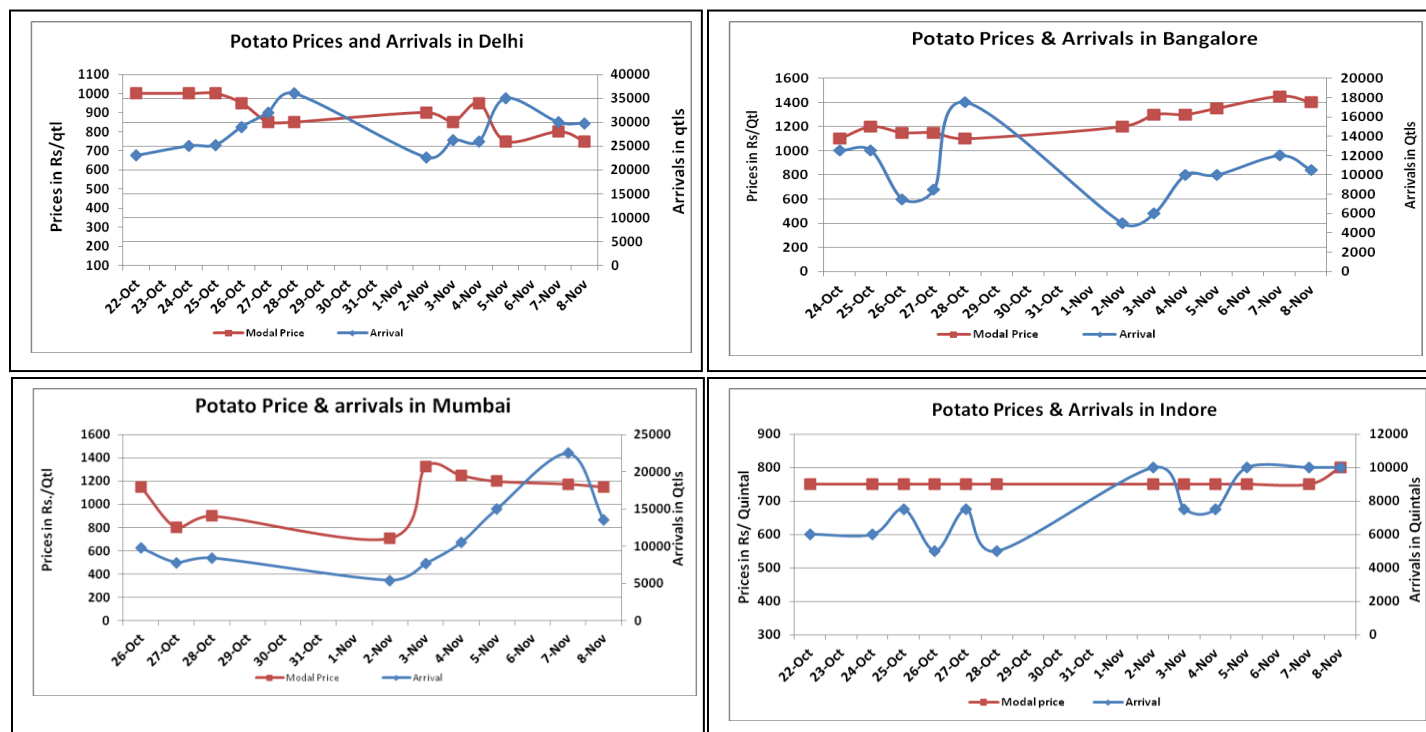 Potato Prices and Arrivals in Delhi
Prices in Rs/Qtl
1100
1000
900
800
700
600
500
400
300
200
100
40000
35000
30000
25000
20000
15000
10000
5000
0
Arrivals in qtls
22-Oct
23-Oct
24-Oct
25-Oct
26-Oct
27-Oct
28-Oct
29-Oct
30-Oct
31-Oct
1-Nov
2-Nov
3-Nov
4-Nov
5-Nov
6-Nov
7-Nov
8-Nov
Modal Price
Arrival
Potato Prices & Arrivals in Bangalore
Prices in Rs/Qtl
1600
1400
1200
1000
800
600
400
200
0
20000
18000
16000
14000
12000
10000
8000
6000
4000
2000
0
Arrivals in Qtls
24-Oct
25-Oct
26-Oct
27-Oct
28-Oct
29-Oct
30-Oct
31-Oct
1-Nov
2-Nov
3-Nov
4-Nov
5-Nov
6-Nov
7-Nov
8-Nov
Modal Price
Arrival
Potato Price & arrivals in Mumbai
Prices in Rs./Qtl
1600
1400
1200
1000
800
600
400
200
0
25000
20000
15000
10000
5000
0
Arrivals in Qtls
26-Oct
27-Oct
28-Oct
29-Oct
30-Oct
31-Oct
1-Nov
2-Nov
3-Nov
4-Nov
5-Nov
6-Nov
7-Nov
8-Nov
Modal Price
Arrival
Potato Prices & Arrivals in Indore
Prices in Rs/ Quintal
900
800
700
600
500
400
300
12000
10000
8000
6000
4000
2000
0
Arrivals in Quintals
22-Oct
23-Oct
24-Oct
25-Oct
26-Oct
27-Oct
28-Oct
29-Oct
30-Oct
31-Oct
1-Nov
2-Nov
3-Nov
4-Nov
5-Nov
6-Nov
7-Nov
8-Nov
Modal price
Arrival